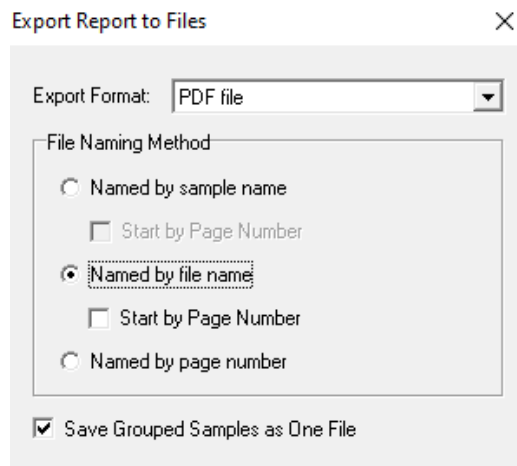 Export Report to Files
Export Format: PDF file
File Naming Method
Named by sample name
Start by Page Number
Named by file name
Start by Page Number
Named by page number
Save Grouped Samples as One File